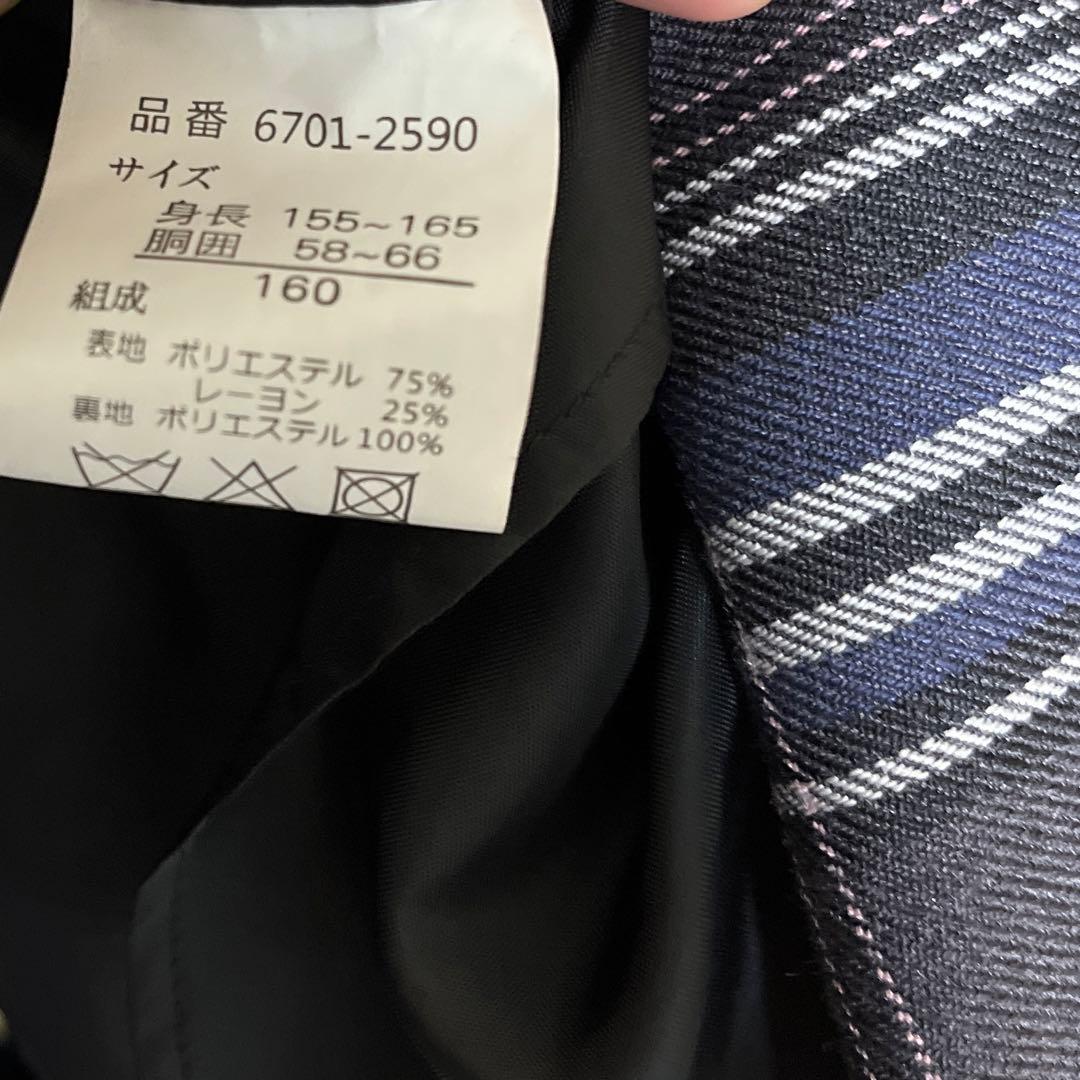 品番 6701-2590
サイズ
身長 155~165
胴囲 58~66
160
組成
表地 ポリエステル 75%
レーヨン 25%
裏地 ポリエステル 100%